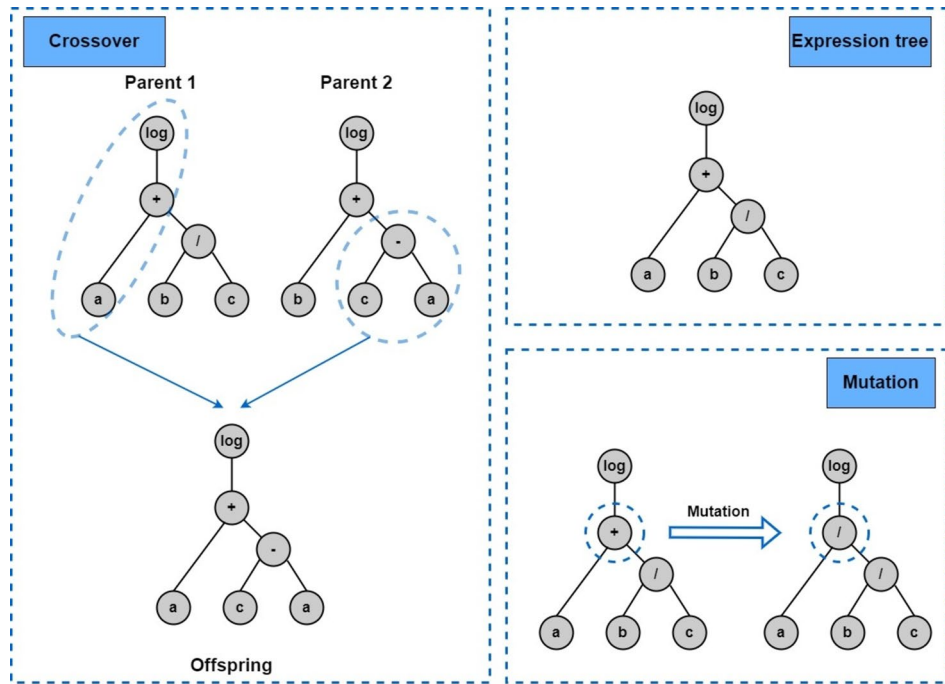 Crossover
Parent 1 Parent 2
log log
+ +
/ -
a b c b c a
log
+
-
a c a
Offspring
Expression tree
log
+
/
a b c
Mutation
log log
Mutation
+ /
/ /
a b c a b c